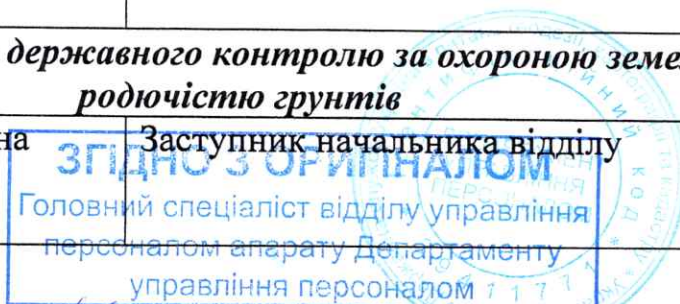 державного контролю за охороною земе
родючістю грунтів
на Заступник начальника відділу
ЗГІДНО З ОРИГІНАЛОМ
Головний спеціаліст відділу управління
персоналом апарату Департаменту
управління персоналом